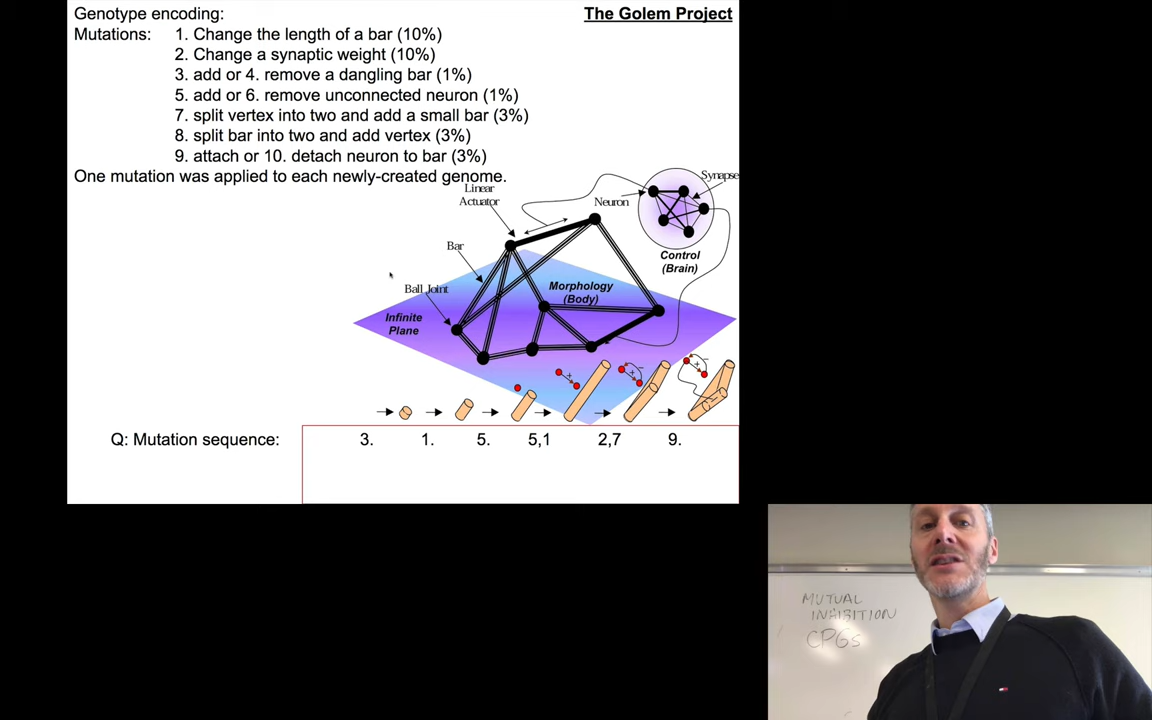 Genotype encoding:
The Golem Project
Mutations: 1. Change the length of a bar (10%)
2. Change a synaptic weight (10%)
3. add or 4. remove a dangling bar (1%)
5. add or 6. remove unconnected neuron (1%)
7. split vertex into two and add a small bar (3%)
8. split bar into two and add vertex (3%)
9. attach or 10. detach neuron to bar (3%)
One mutation was applied to each newly-created genome.
Linear
Actuator
Neuron
Synapse
Bar
Control
(Brain)
Ball Joint
Morphology
(Body)
Infinite
Plane
+
+
−
+
−
Q: Mutation sequence: 3. 1. 5. 5,1 2,7 9.
MUTUAL
INHIBITION
CPGs